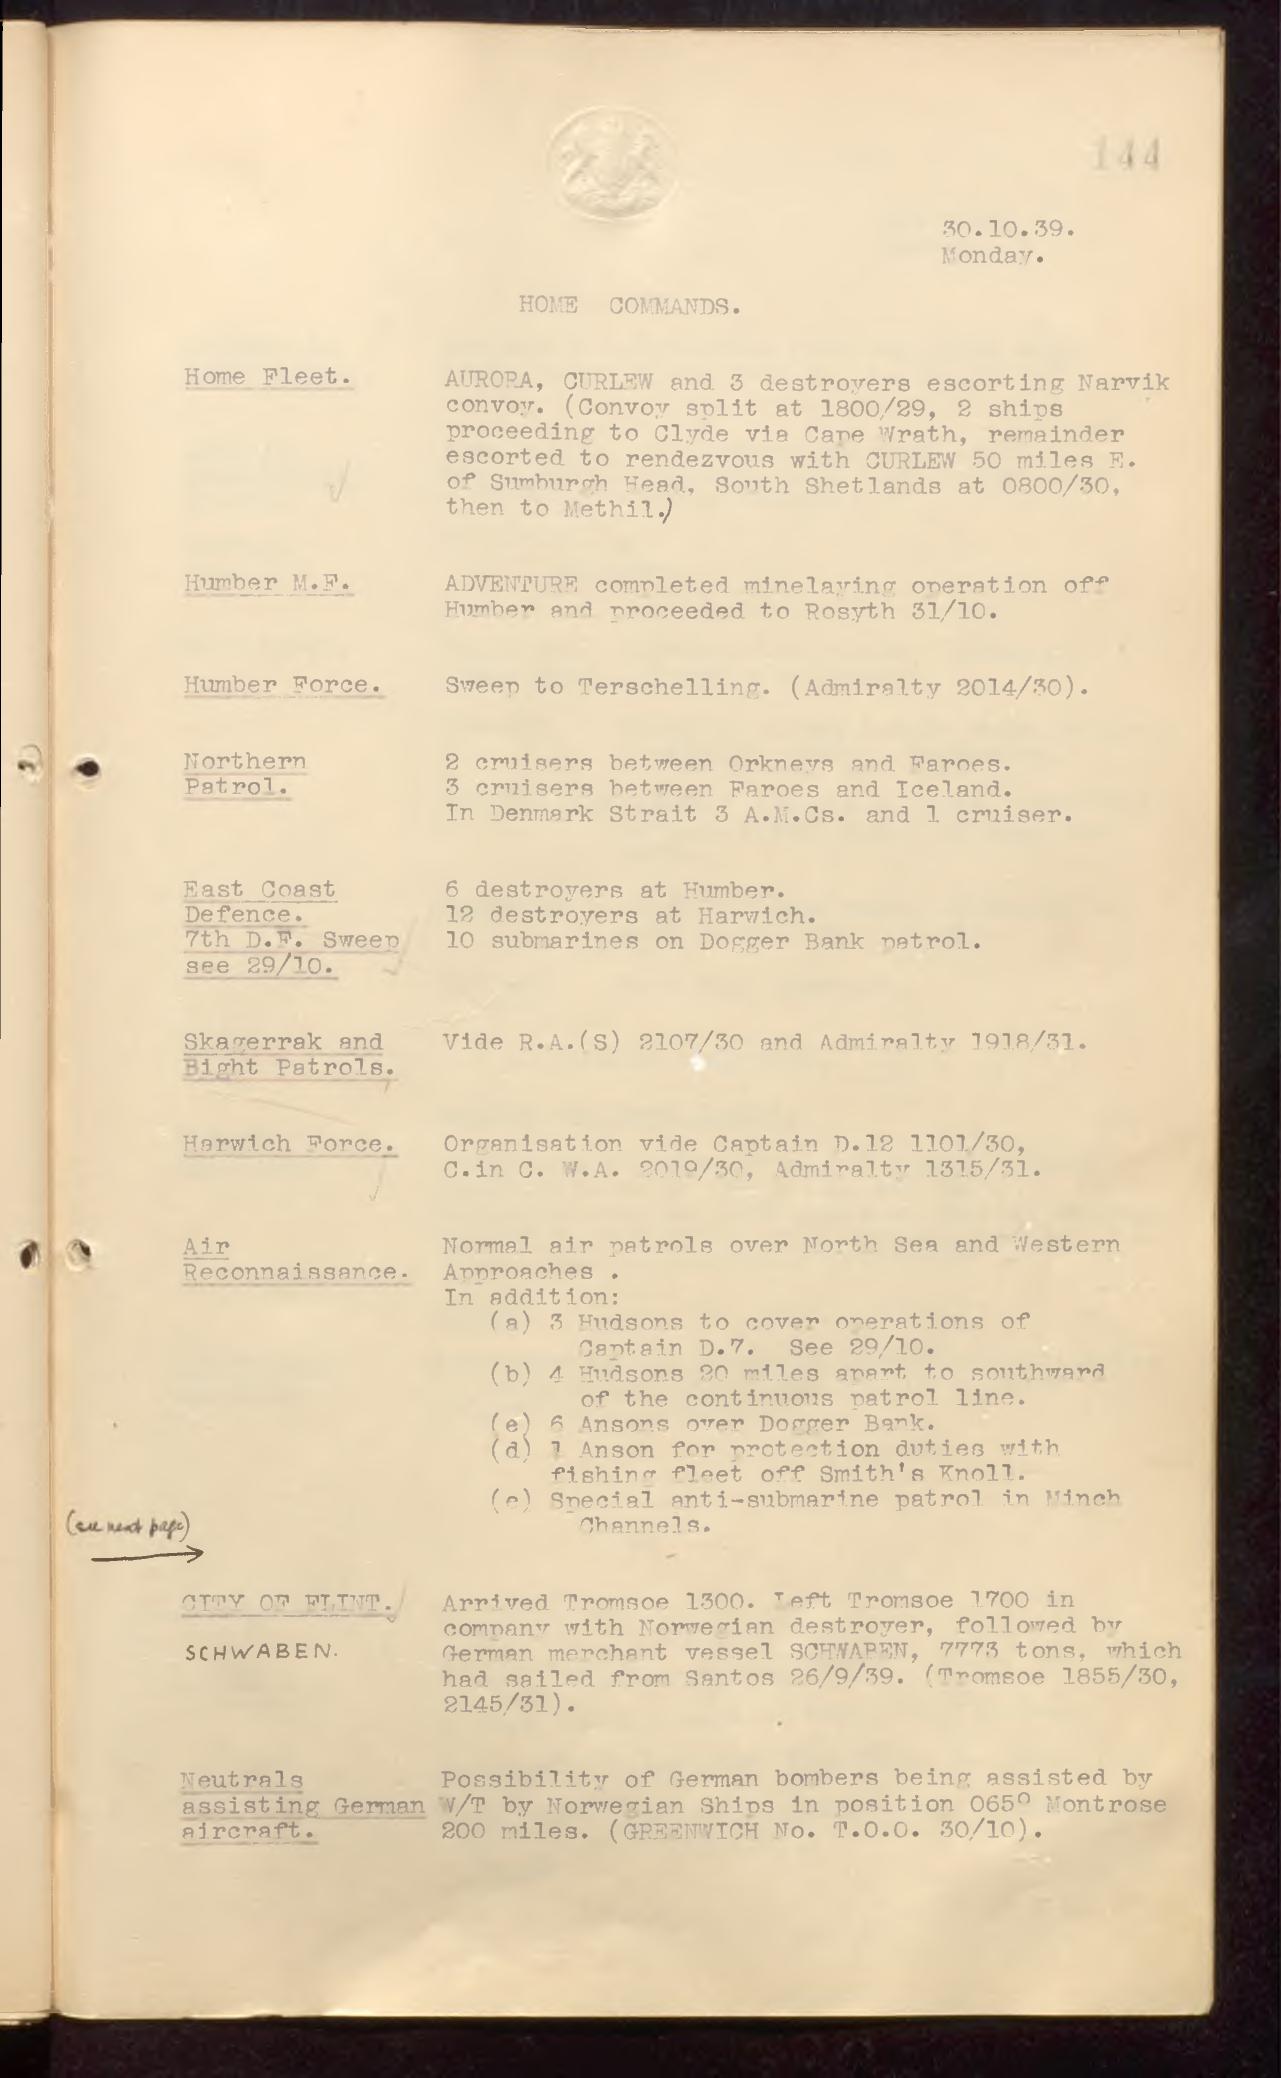 144
30.10.39.
Monday.
HOME COMMANDS.
Home Fleet.
AURORA, CURLEW and 3 destroyers escorting Narvik
convoy. (Convoy split at 1800/29, 2 ships
proceeding to Clyde via Cape Wrath, remainder
escorted to rendezvous with CURLEW 50 miles E.
of Sumburgh Head, South Shetlands at 0800/30,
then to Methil.)
Humber M.F.
ADVENTURE completed minelaying operation off
Humber and proceeded to Rosyth 31/10.
Humber Force.
Sweep to Terschelling. (Admiralty 2014/30).
Northern
Patrol.
2 cruisers between Orkneys and Faroes.
3 cruisers between Faroes and Iceland.
In Denmark Strait 3 A.M.Cs. and 1 cruiser.
East Coast
Defence.
7th D.F. Sweep
see 29/10.
6 destroyers at Humber.
12 destroyers at Harwich.
10 submarines on Dogger Bank patrol.
Skagerrak and
Bight Patrols.
Vide R.A.(S) 2107/30 and Admiralty 1918/31.
Harwich Force.
Organisation vide Captain D.12 1101/30,
C.in C. W.A. 2019/30, Admiralty 1315/31.
Air
Reconnaissance.
Normal air patrols over North Sea and Western
Approaches .
In addition:
(a) 3 Hudsons to cover operations of
Captain D.7. See 29/10.
(b) 4 Hudsons 20 miles apart to southward
of the continuous patrol line.
(e) 6 Ansons over Dogger Bank.
(d) 1 Anson for protection duties with
fishing fleet off Smith's Knoll.
(e) Special anti-submarine patrol in Minch
Channels.
(see next page)
CITY OF FLINT.
SCHWABEN.
Arrived Tromsoe 1300. Left Tromsoe 1700 in
company with Norwegian destroyer, followed by
German merchant vessel SCHWABEN, 7773 tons, which
had sailed from Santos 26/9/39. (Tromsoe 1855/30,
2145/31).
Neutrals
assisting German
aircraft.
Possibility of German bombers being assisted by
W/T by Norwegian Ships in position 065° Montrose
200 miles. (GREENWICH No. T.O.O. 30/10).